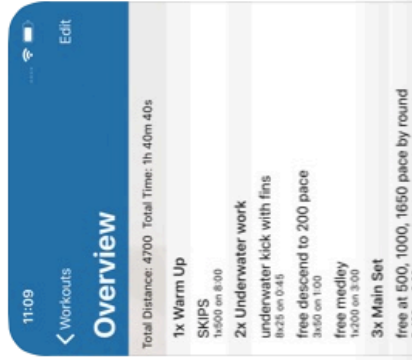 11:09
Workouts
Edit
Overview
Total Distance: 4700 Total Time: 1h 40m 40s
1x Warm Up
SKIPS
1x600 on 8:00
2x Underwater work
underwater kick with fins
8x25 on 0:45
free descend to 200 pace
3x50 on 1:00
free medley
1x200 on 3:00
3x Main Set
free at 500, 1000, 1650 pace by round